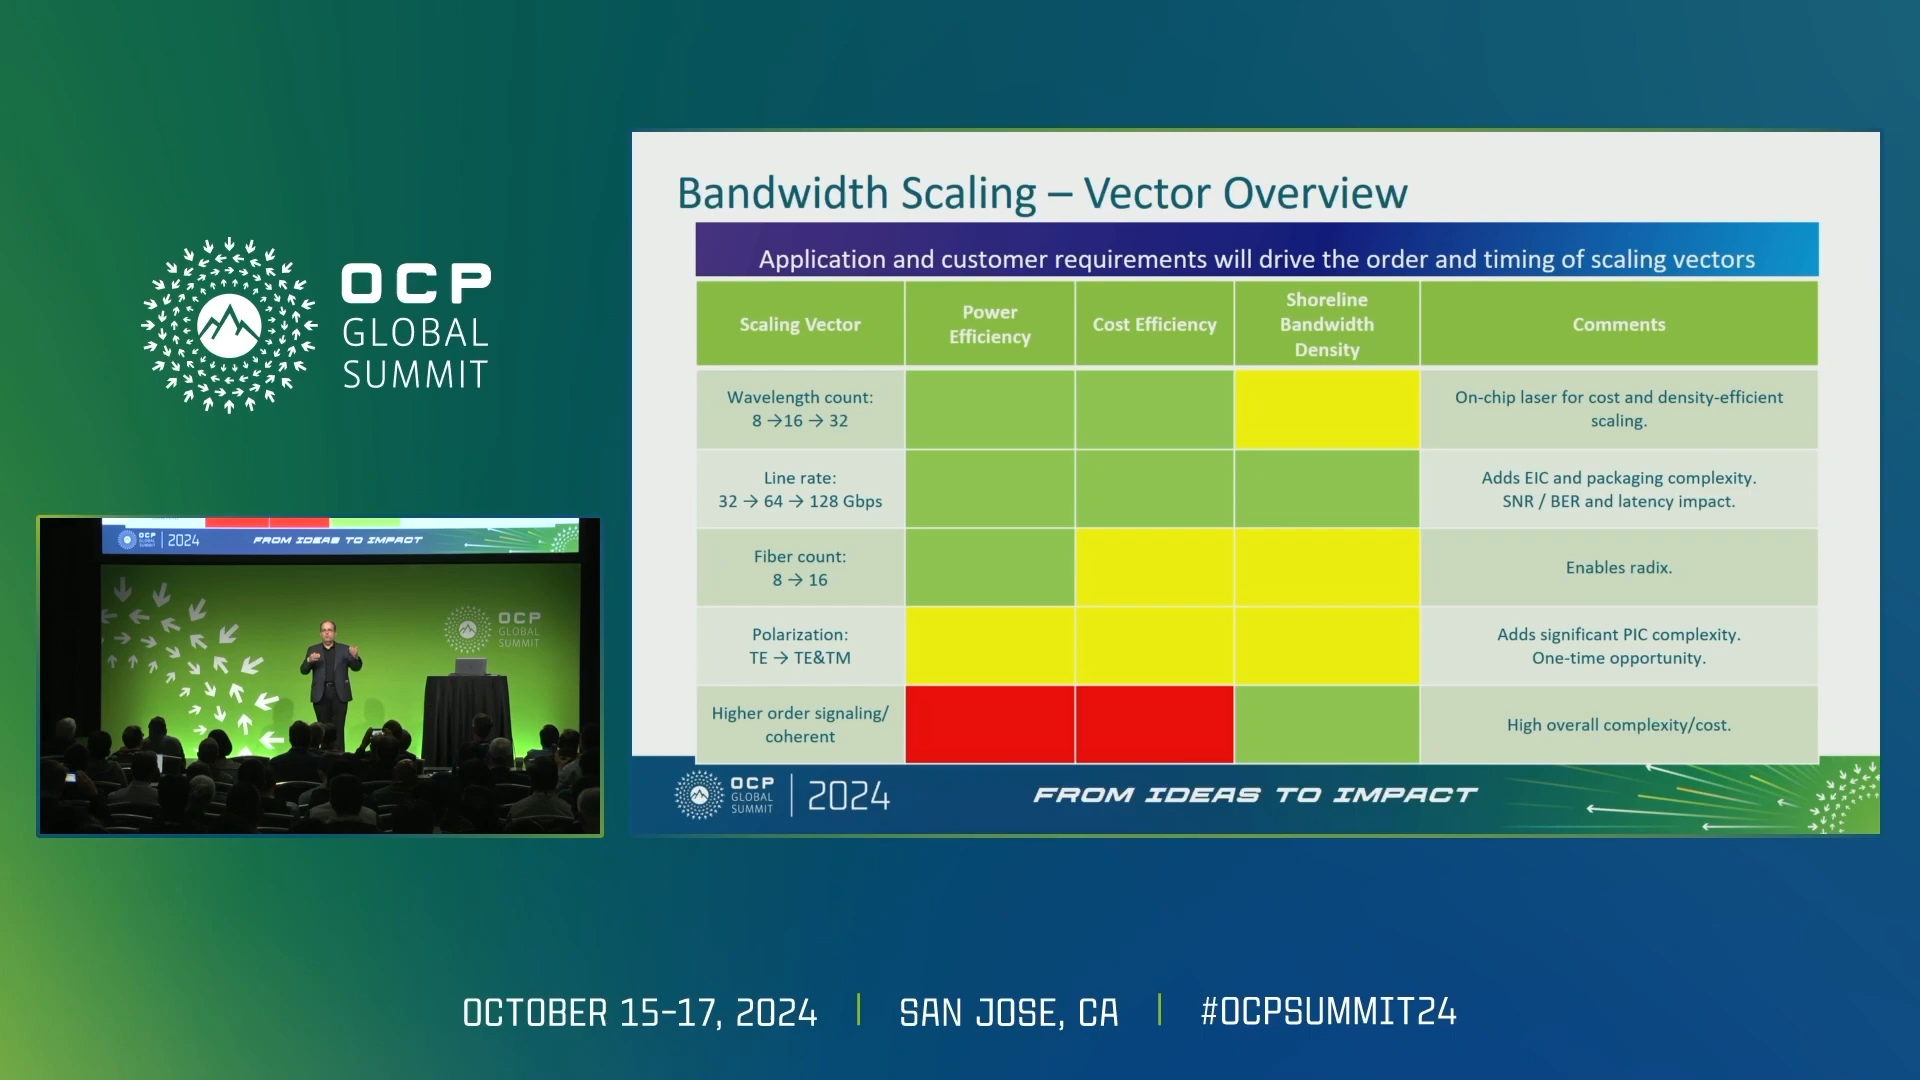 OCP
GLOBAL
SUMMIT
Bandwidth Scaling – Vector Overview
Application and customer requirements will drive the order and timing of scaling vectors
Scaling Vector
Power
Efficiency
Cost Efficiency
Shoreline
Bandwidth
Density
Comments
Wavelength count:
8 →16 → 32
On-chip laser for cost and density-efficient
scaling.
Line rate:
32 → 64 → 128 Gbps
Adds EIC and packaging complexity.
SNR / BER and latency impact.
Fiber count:
8 → 16
Enables radix.
Polarization:
TE → TE&TM
Adds significant PIC complexity.
One-time opportunity.
Higher order signaling/
coherent
High overall complexity/cost.
OCP
GLOBAL
SUMMIT
2024
FROM IDEAS TO IMPACT
OCP
GLOBAL
SUMMIT
2024
FROM IDEAS TO IMPACT
OCP
GLOBAL
SUMMIT
OCTOBER 15-17, 2024
SAN JOSE, CA
#OCPSUMMIT24